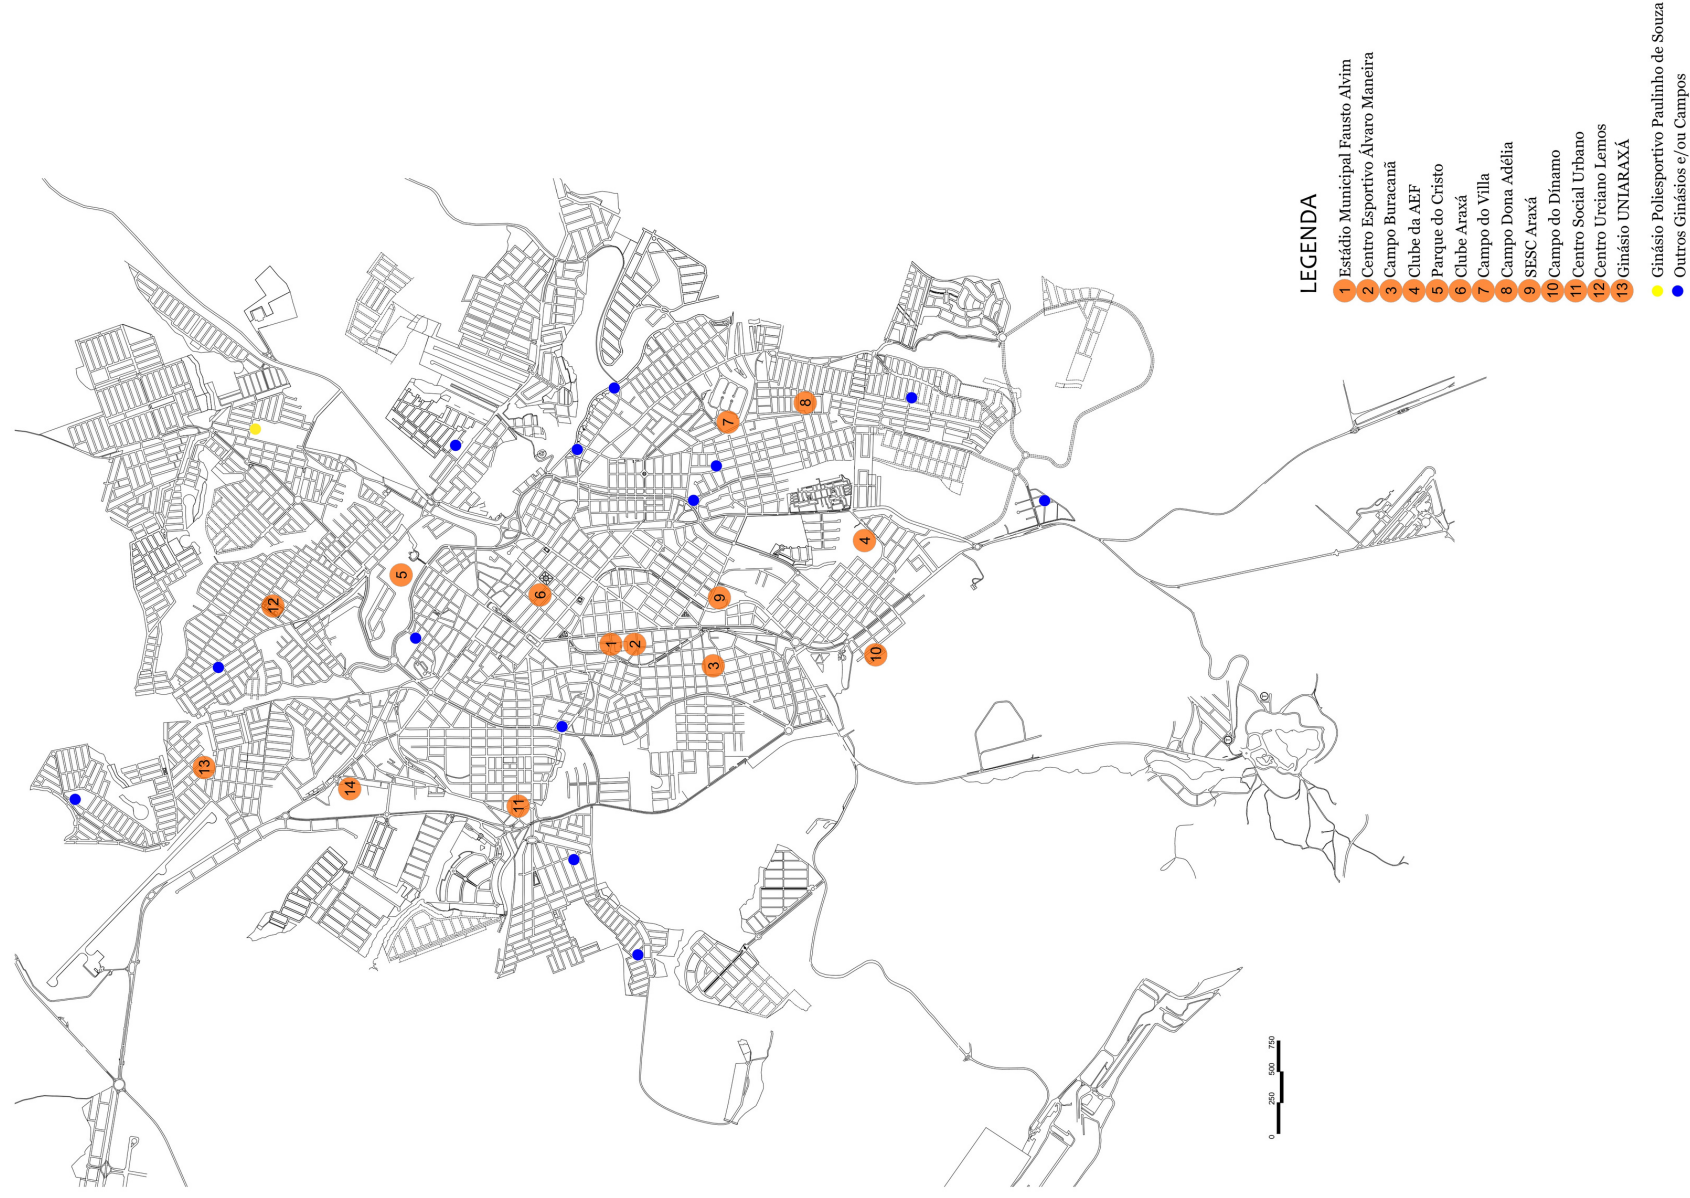 LEGENDA
1 Estádio Municipal Fausto Alvim
2 Centro Esportivo Álvaro Maneira
3 Campo Buracanã
4 Clube da AEF
5 Parque do Cristo
6 Clube Araxá
7 Campo do Villa
8 Campo Dona Adélia
9 SESC Araxá
10 Campo do Dínamo
11 Centro Social Urbano
12 Centro Urciano Lemos
13 Ginásio UNIARAXÁ
Ginásio Poliesportivo Paulinho de Souza
Outros Ginásios e/ou Campos
0 250 500 750
13
14
11
12
5
6
1
2
3
9
10
4
7
8